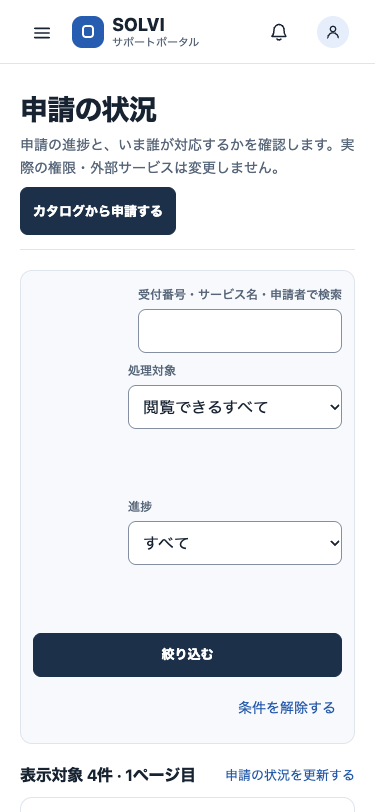 SOLVI
サポートポータル
申請の状況
申請の進捗と、いま誰が対応するかを確認します。実
際の権限・外部サービスは変更しません。
カタログから申請する
受付番号・サービス名・申請者で検索
処理対象
閲覧できるすべて
進捗
すべて
絞り込む
条件を解除する
表示対象 4件 · 1ページ目
申請の状況を更新する